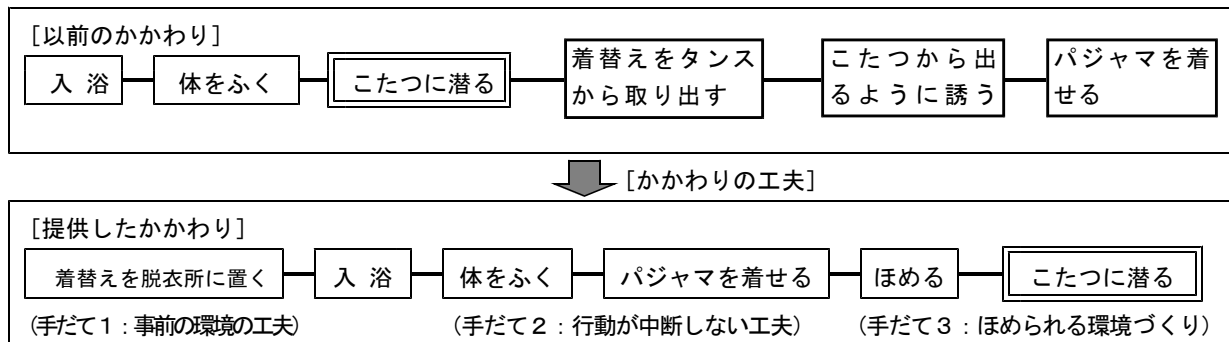 [以前のかかわり]
入 浴 体をふく こたつに潜る 着替えをタンス こたつから出 パジャマを着
から取り出す るように誘う せる
[かかわりの工夫]
[提供したかかわり]
着替えを脱衣所に置く 入 浴 体をふく パジャマを着せる ほめる こたつに潜る
(手だて1：事前の環境の工夫) (手だて2：行動が中断しない工夫) (手だて3：ほめられる環境づくり)